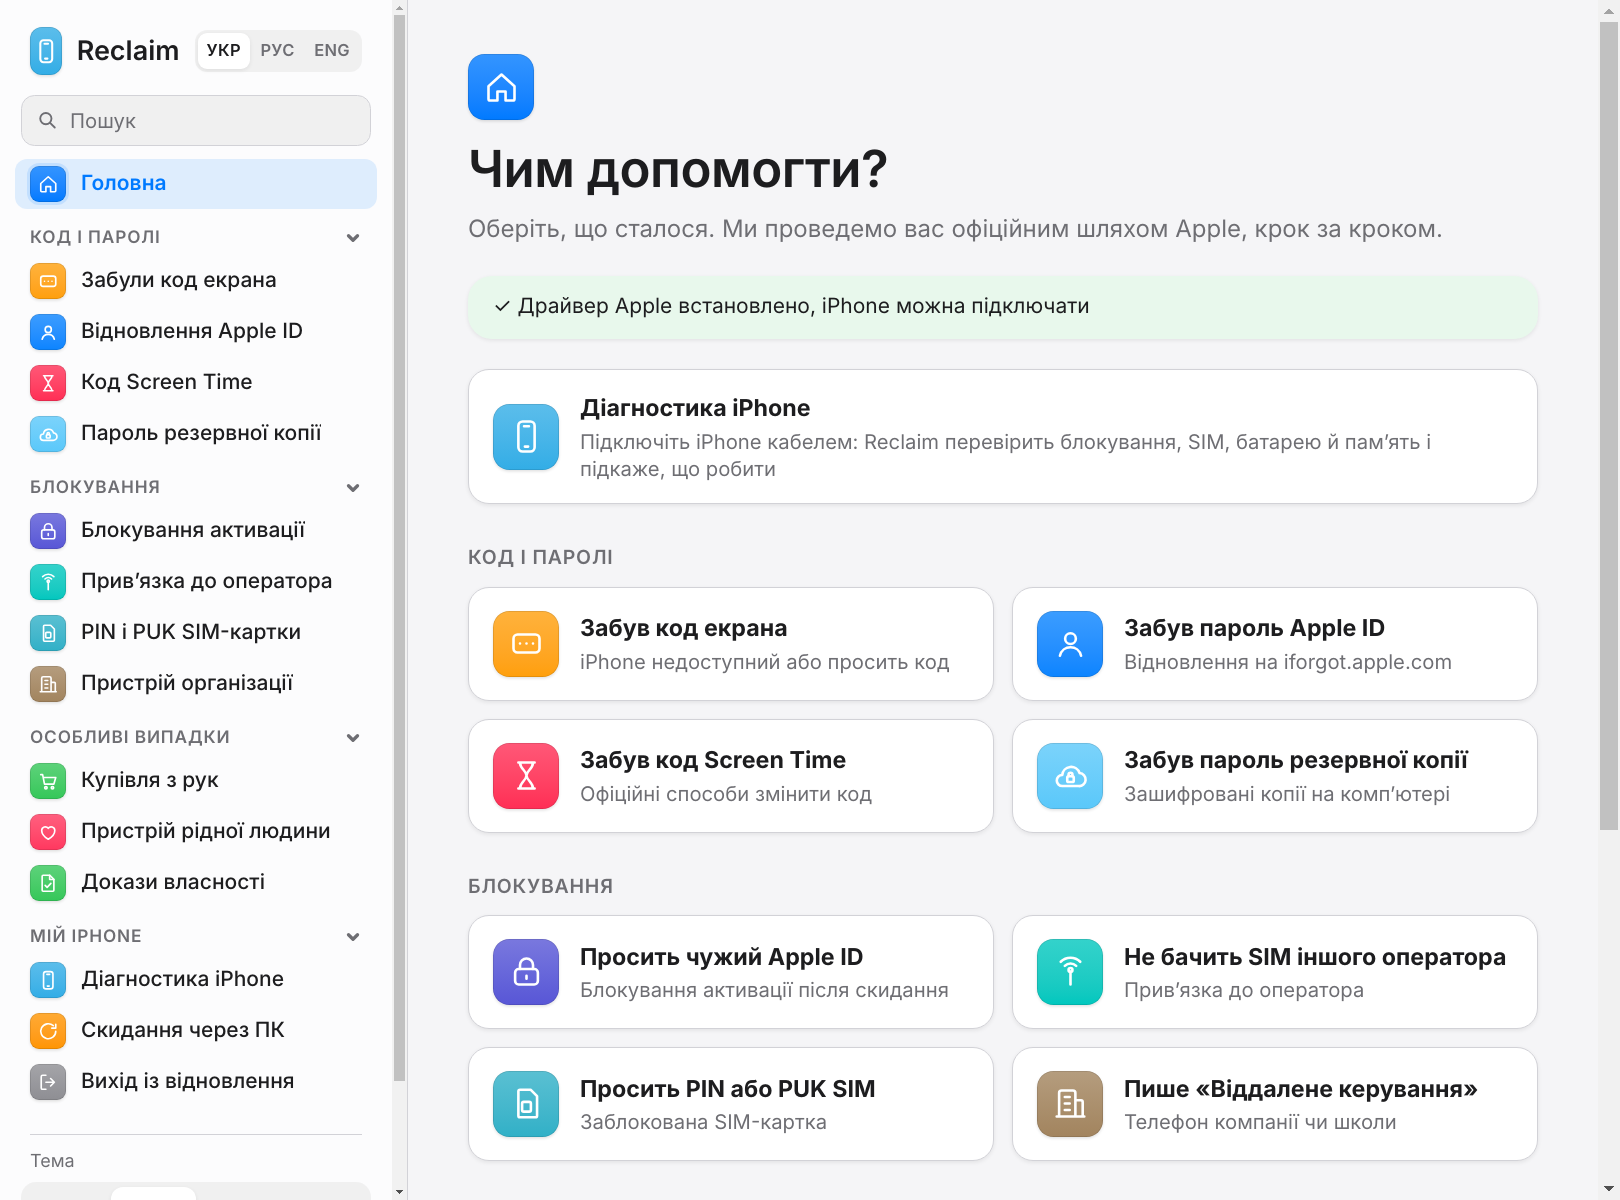 Reclaim
УКР РУС ENG
Пошук
Головна
КОД І ПАРОЛІ
Забули код екрана
Відновлення Apple ID
Код Screen Time
Пароль резервної копії
БЛОКУВАННЯ
Блокування активації
Прив’язка до оператора
PIN і PUK SIM-картки
Пристрій організації
ОСОБЛИВІ ВИПАДКИ
Купівля з рук
Пристрій рідної людини
Докази власності
МІЙ IPHONE
Діагностика iPhone
Скидання через ПК
Вихід із відновлення
Тема
Чим допомогти?
Оберіть, що сталося. Ми проведемо вас офіційним шляхом Apple, крок за кроком.
✓ Драйвер Apple встановлено, iPhone можна підключати
Діагностика iPhone
Підключіть iPhone кабелем: Reclaim перевірить блокування, SIM, батарею й пам’ять і
підкаже, що робити
КОД І ПАРОЛІ
Забув код екрана
iPhone недоступний або просить код
Забув пароль Apple ID
Відновлення на iforgot.apple.com
Забув код Screen Time
Офіційні способи змінити код
Забув пароль резервної копії
Зашифровані копії на комп’ютері
БЛОКУВАННЯ
Просить чужий Apple ID
Блокування активації після скидання
Не бачить SIM іншого оператора
Прив’язка до оператора
Просить PIN або PUK SIM
Заблокована SIM-картка
Пише «Віддалене керування»
Телефон компанії чи школи